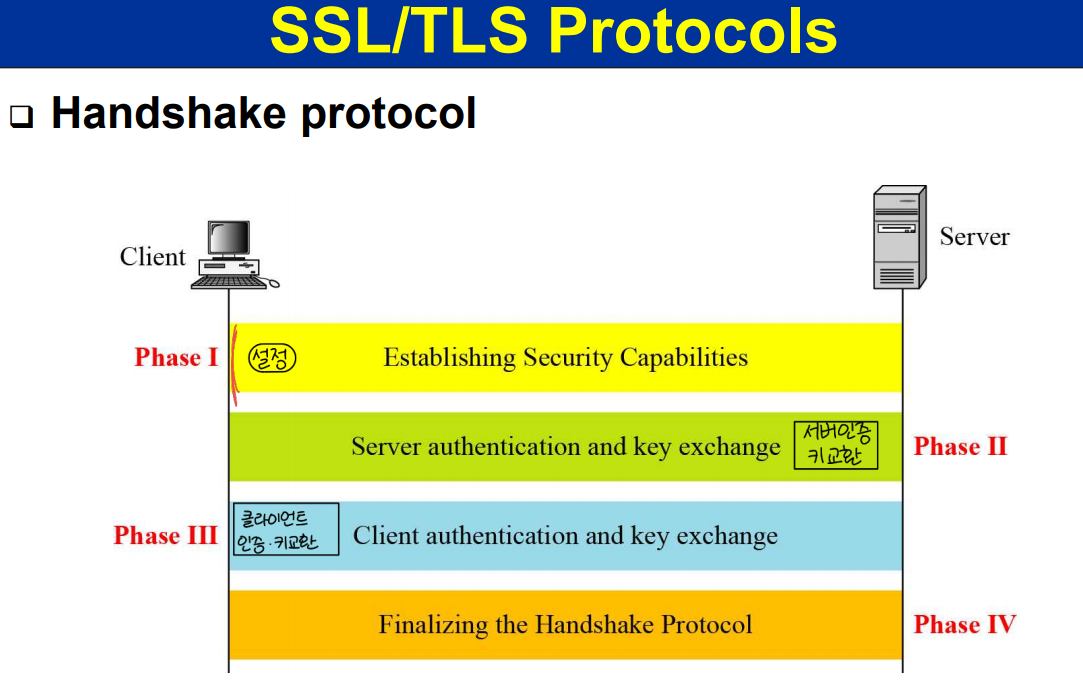 SSL/TLS Protocols
Handshake protocol
Client
Server
Phase I
설정
Establishing Security Capabilities
Server authentication and key exchange
서버인증
키교환
Phase II
Phase III
클라이언트
인증·키교환
Client authentication and key exchange
Finalizing the Handshake Protocol
Phase IV